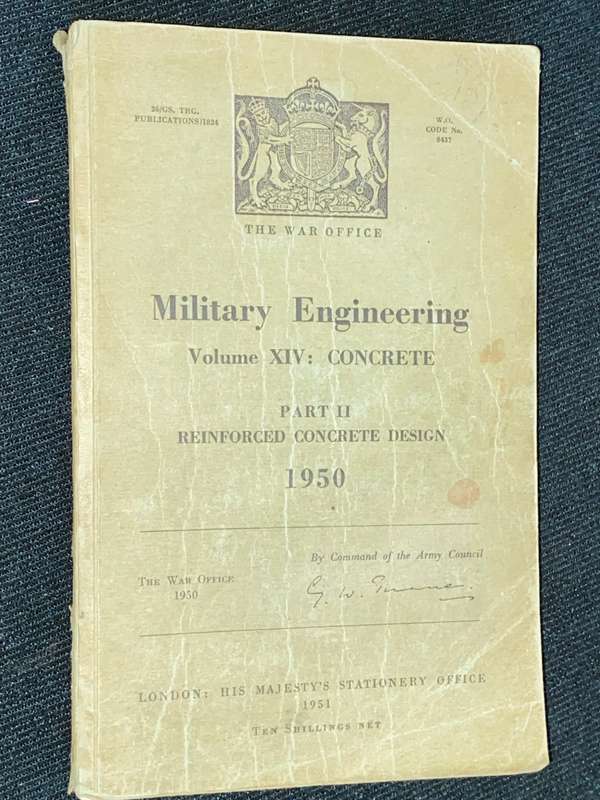 26/GS. TRG.
PUBLICATIONS/1824
W.O.
CODE No.
8437
THE WAR OFFICE
Military Engineering
Volume XIV: CONCRETE
PART II
REINFORCED CONCRETE DESIGN
1950
By Command of the Army Council
THE WAR OFFICE
1950
LONDON: HIS MAJESTY'S STATIONERY OFFICE
1951
TEN SHILLINGS NET